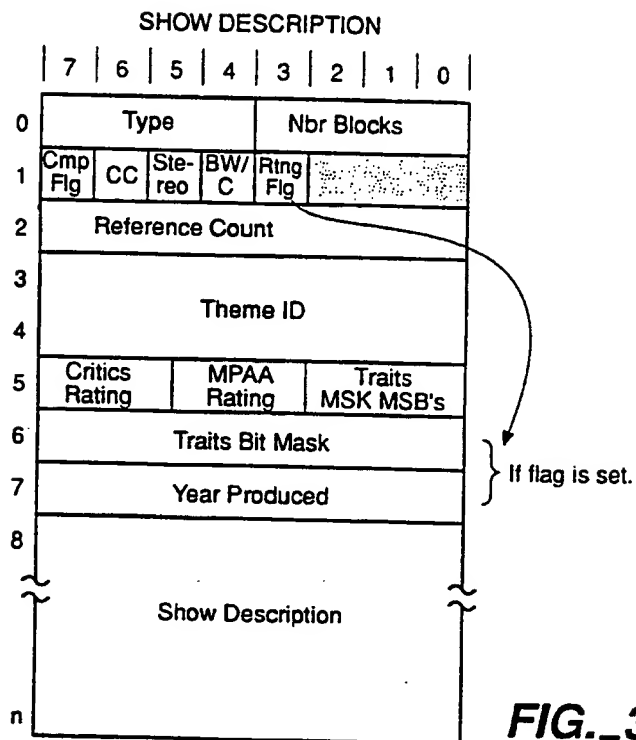 SHOW DESCRIPTION
7 6 5 4 3 2 1 0
0 Type Nbr Blocks
1 Cmp Flg CC Ste-reo BW/C Rtng Flg
2 Reference Count
3
Theme ID
4
5 Critics Rating MPAA Rating Traits MSK MSB's
6 Traits Bit Mask
If flag is set.
7 Year Produced
8
Show Description
n
FIG._3